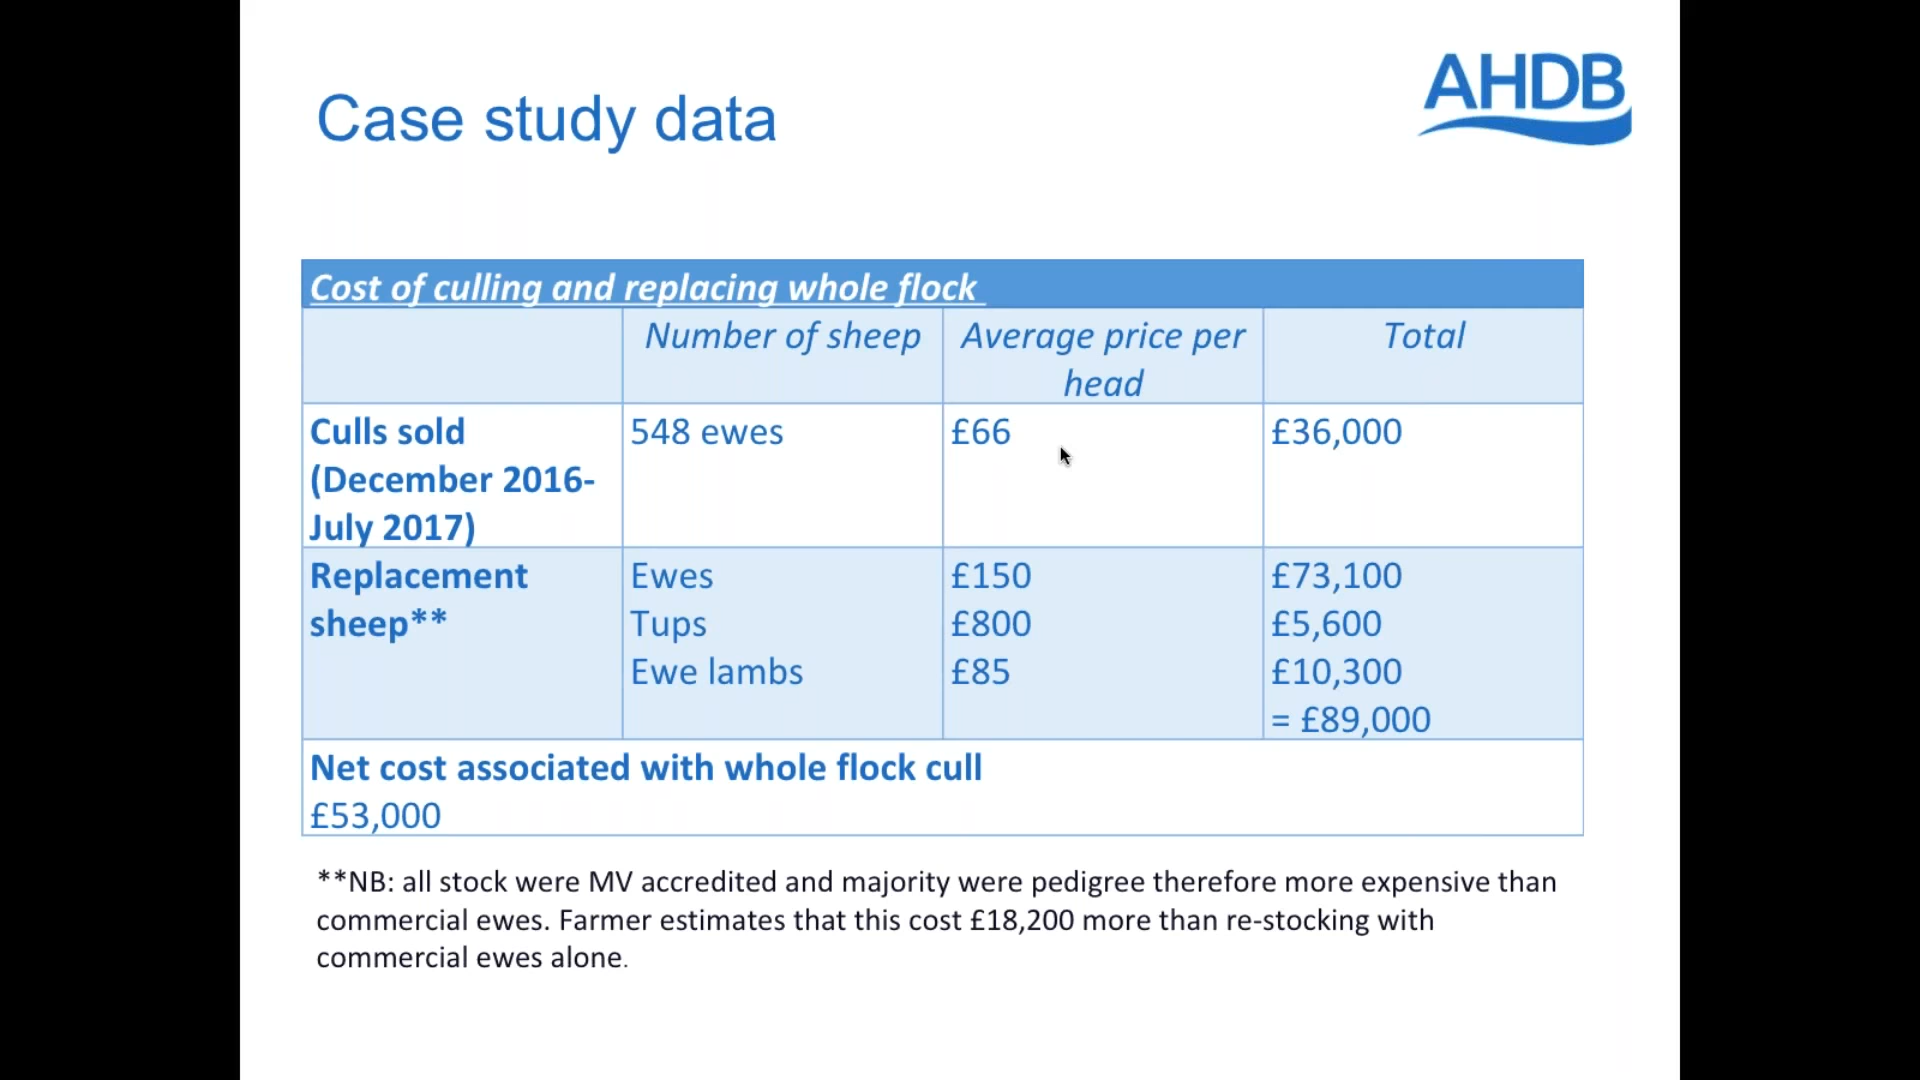 AHDB
Case study data
Cost of culling and replacing whole flock
Number of sheep
Average price per
head
Total
Culls sold
(December 2016-
July 2017)
548 ewes
£66
£36,000
Replacement
sheep**
Ewes
Tups
Ewe lambs
£150
£800
£85
£73,100
£5,600
£10,300
= £89,000
Net cost associated with whole flock cull
£53,000
**NB: all stock were MV accredited and majority were pedigree therefore more expensive than
commercial ewes. Farmer estimates that this cost £18,200 more than re-stocking with
commercial ewes alone.